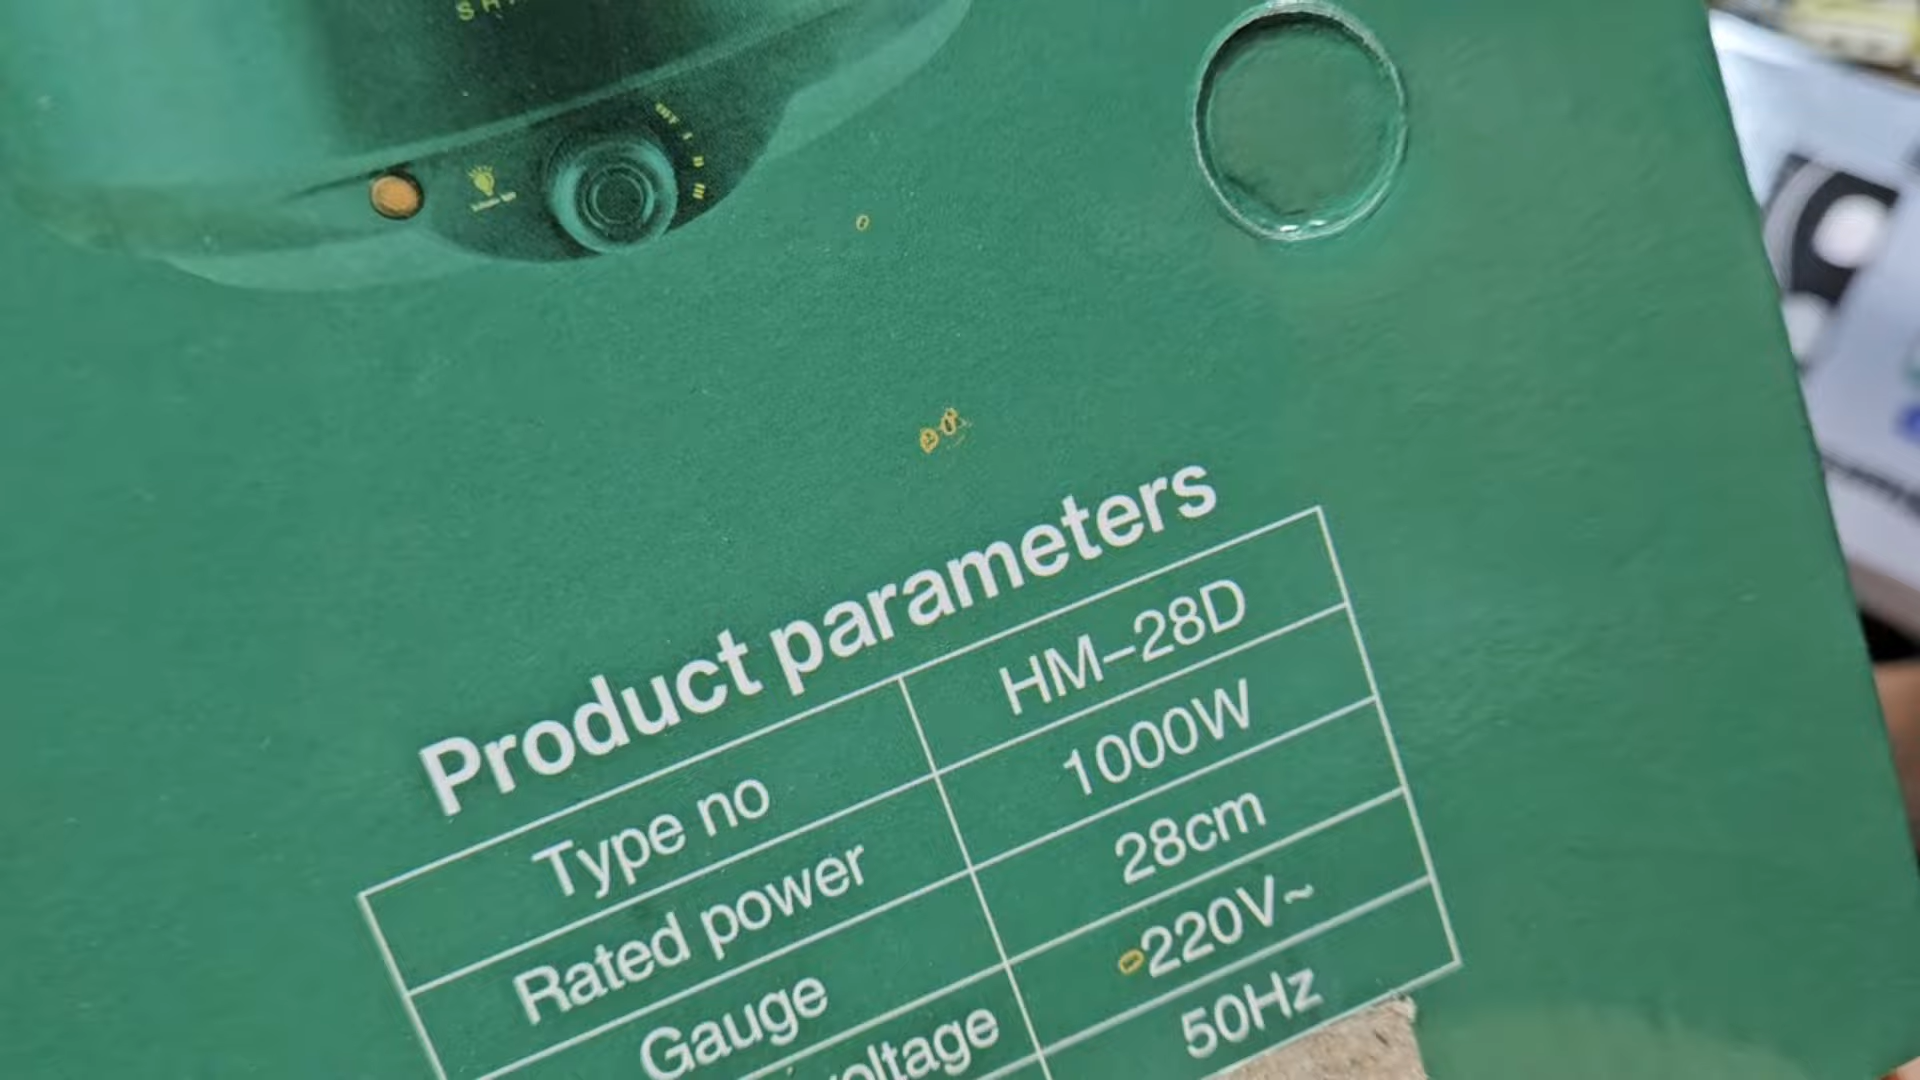 Product parameters
Type no HM-28D
Rated power 1000W
Gauge 28cm
voltage 220V~
50Hz